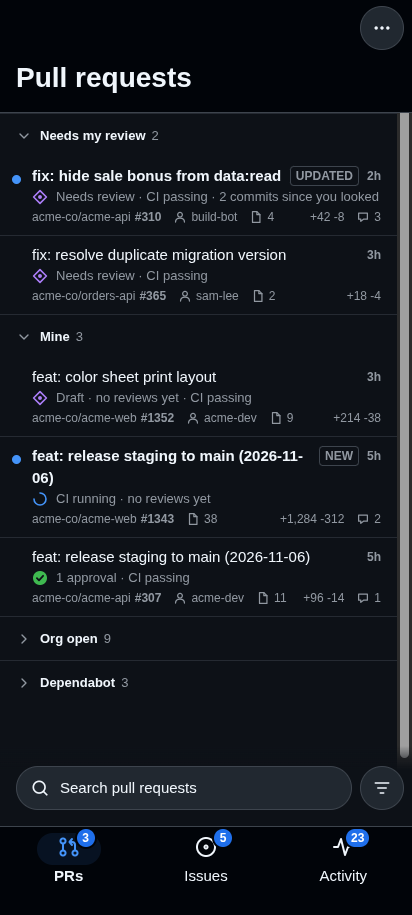 Pull requests
Needs my review 2
fix: hide sale bonus from data:read UPDATED 2h
Needs review · CI passing · 2 commits since you looked
acme-co/acme-api #310 build-bot 4 +42 -8 3
fix: resolve duplicate migration version 3h
Needs review · CI passing
acme-co/orders-api #365 sam-lee 2 +18 -4
Mine 3
feat: color sheet print layout 3h
Draft · no reviews yet · CI passing
acme-co/acme-web #1352 acme-dev 9 +214 -38
feat: release staging to main (2026-11- NEW 5h
06)
CI running · no reviews yet
acme-co/acme-web #1343 38 +1,284 -312 2
feat: release staging to main (2026-11-06) 5h
1 approval · CI passing
acme-co/acme-api #307 acme-dev 11 +96 -14 1
Org open 9
Dependabot 3
Search pull requests
3 5 23
PRs Issues Activity